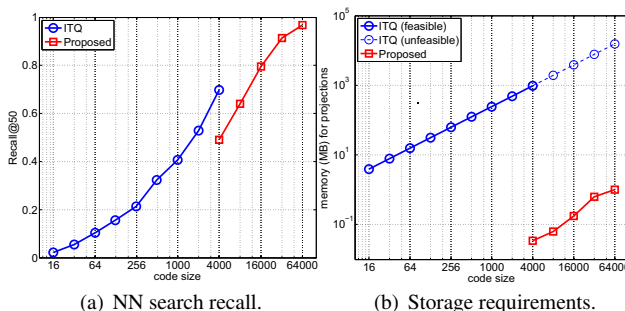 ITQ
Proposed
Recall@50
1
0.8
0.6
0.4
0.2
0
16 64 256 1000 4000 16000 64000
code size
(a) NN search recall.
ITQ (feasible)
ITQ (unfeasible)
Proposed
memory (MB) for projections
10^5
10^3
10^1
10^-1
16 64 256 1000 4000 16000 64000
code size
(b) Storage requirements.